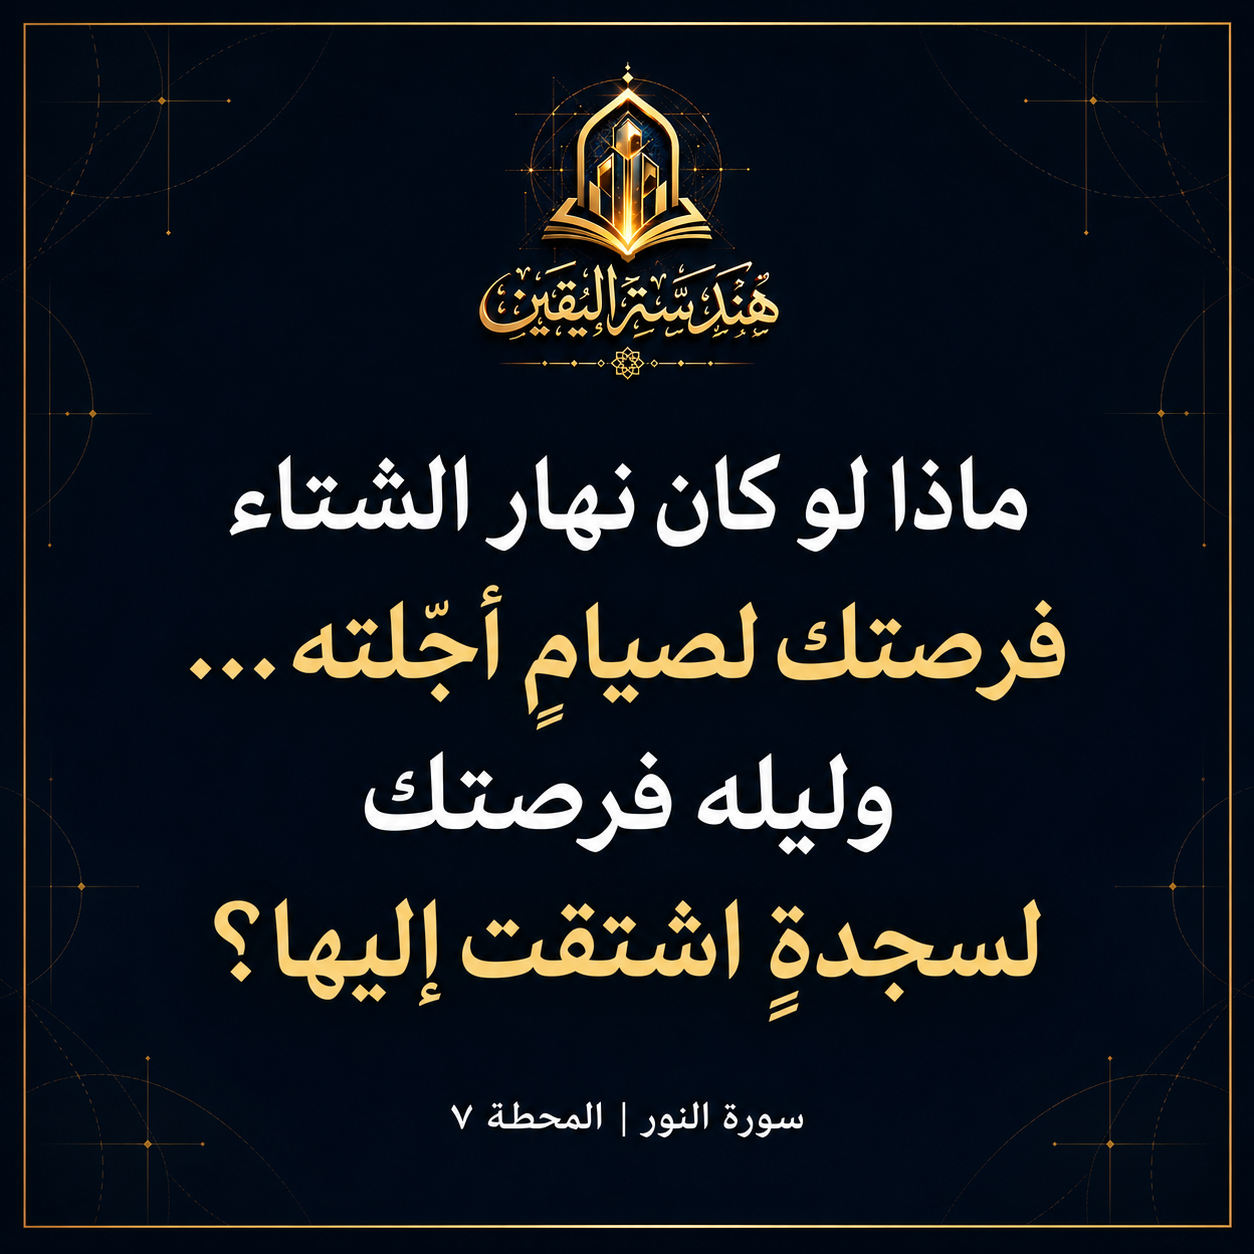 هندسة اليقين
ماذا لو كان نهار الشتاء
فرصتك لصيامٍ أجّلته...
وليله فرصتك
لسجدةٍ اشتقت إليها؟
سورة النور | المحطة ٧